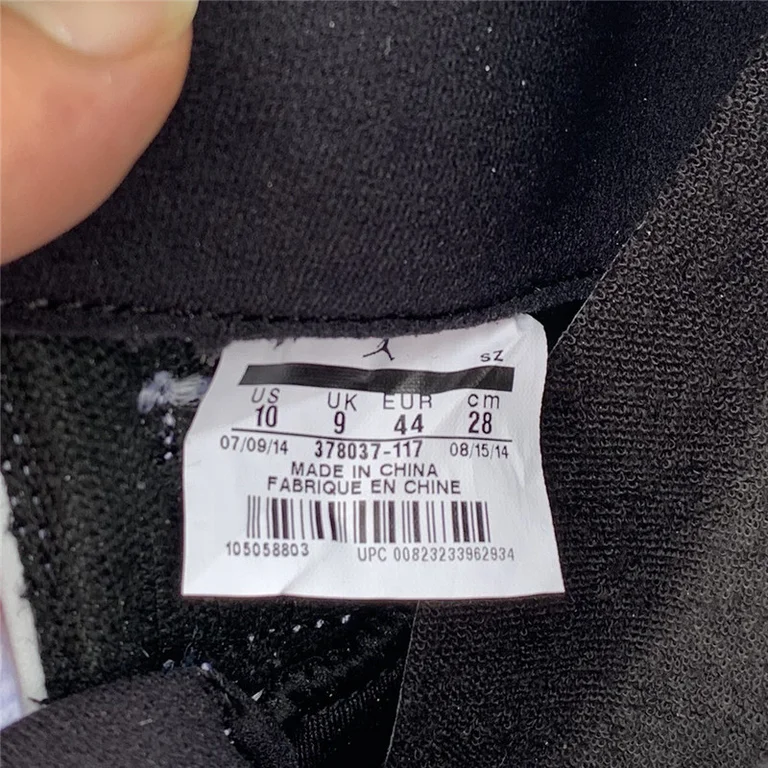 sz
US UK EUR cm
10 9 44 28
07/09/14 378037-117 08/15/14
MADE IN CHINA
FABRIQUE EN CHINE
105058803 UPC 00823233962934